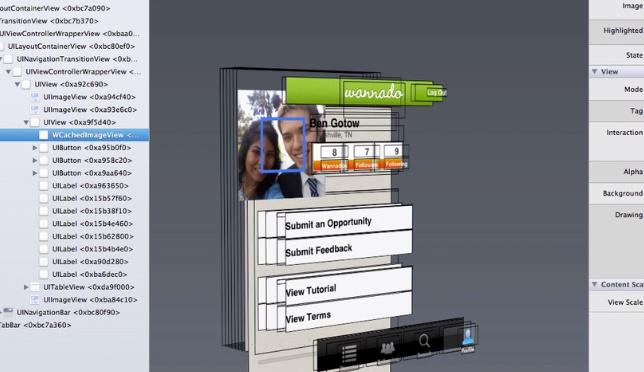 outContainerView <0xbc7a090>
TransitionView <0xbc7b370>
UIViewControllerWrapperView <0xbaa0...
UILayoutContainerView <0xbc80ef0>
UINavigationTransitionView <0xb...
UIViewControllerWrapperView...
UIView <0xa92c690>
UIImageView <0xa94cf40>
UIImageView <0xa93e6c0>
UIView <0xa9f5d40>
WCachedImageView <...
UIButton <0xa95b0f0>
UIButton <0xa958c20>
UIButton <0xa9aa640>
UILabel <0xa963650>
UILabel <0x15b57f60>
UILabel <0x15b38f10>
UILabel <0x15b4e460>
UILabel <0x15b62800>
UILabel <0x15b4b4e0>
UILabel <0xa90d280>
UILabel <0xba6dec0>
UITableView <0xda9f000>
UIImageView <0xba84c10>
UINavigationBar <0xbc80f90>
TabBar <0xbc7a360>
wannado
Log Out
Ben Gotow
shville, TN
8 7 9
Wannados Following Following
Submit an Opportunity
Submit Feedback
View Tutorial
View Terms
Profile
Image
Highlighted
State
View
Mode
Tag
Interaction
Alpha
Background
Drawing
Content Sca
View Scale